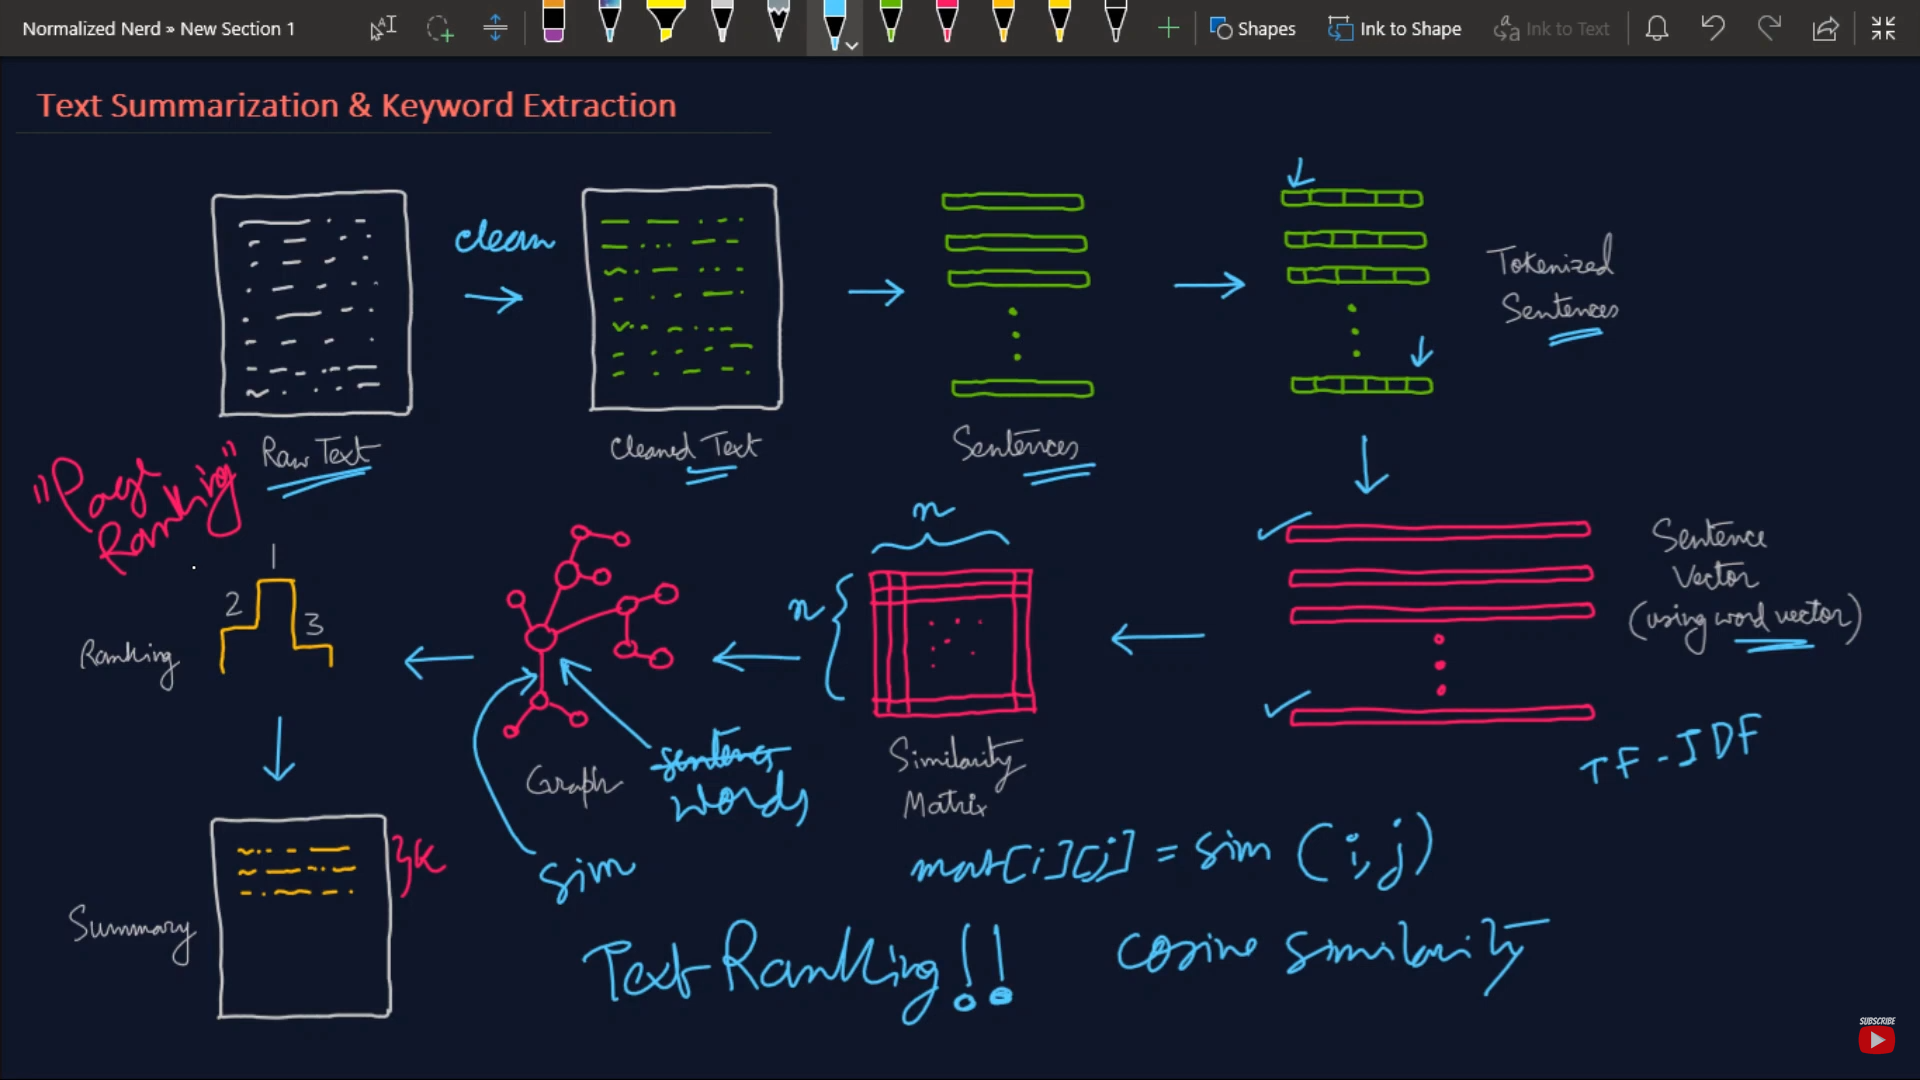 Normalized Nerd » New Section 1
Shapes
Ink to Shape
Ink to Text
Text Summarization & Keyword Extraction
clean
Raw Text
Cleaned Text
Sentences
Tokenized
Sentences
"Page
Ranking"
1
2
3
Ranking
Graph
sim
sentences
words
n
n
Similarity
Matrix
Sentence
Vector
(using word vector)
TF-IDF
mat[i][j] = sim (i,j)
Summary
}K
Text Ranking!!
cosine similarity
SUBSCRIBE